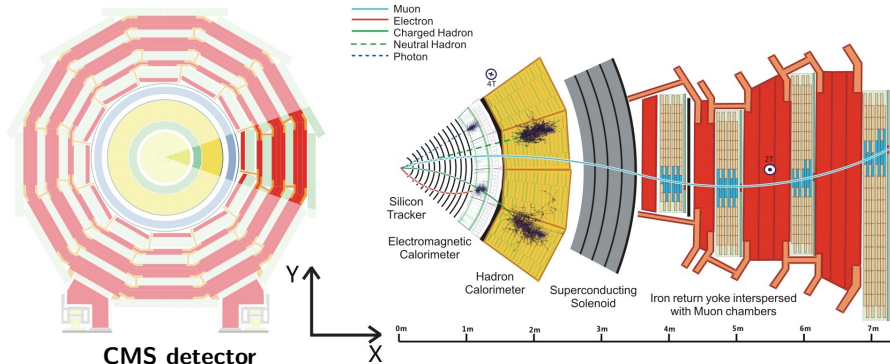 Muon
Electron
Charged Hadron
Neutral Hadron
Photon
4T
2T
Silicon
Tracker
Electromagnetic
Calorimeter
Hadron
Calorimeter
Superconducting
Solenoid
Iron return yoke interspersed
with Muon chambers
Y
X
0m 1m 2m 3m 4m 5m 6m 7m
CMS detector